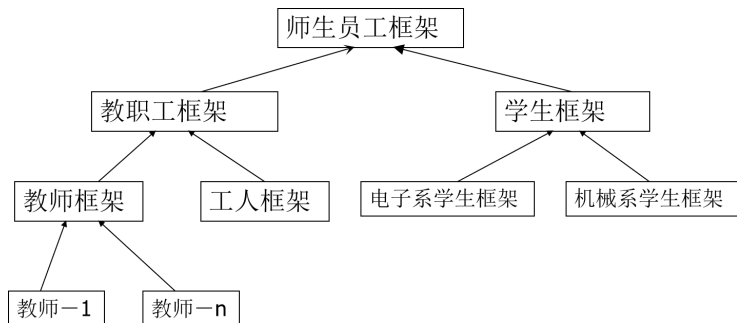 师生员工框架
教职工框架
学生框架
教师框架
工人框架
电子系学生框架
机械系学生框架
教师－1
教师－n